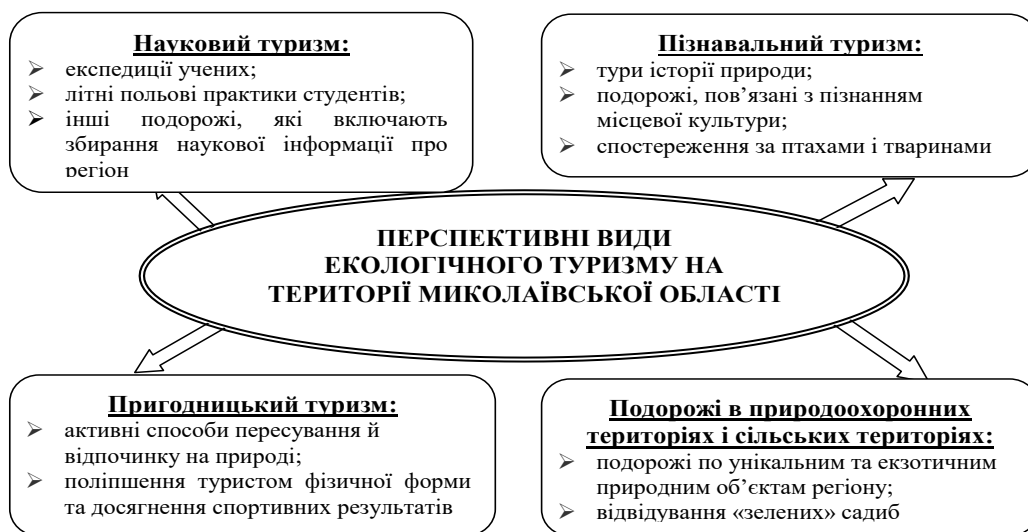 Науковий туризм:
➢ експедиції учених;
➢ літні польові практики студентів;
➢ інші подорожі, які включають
збирання наукової інформації про
регіон
Пізнавальний туризм:
➢ тури історії природи;
➢ подорожі, пов’язані з пізнанням
місцевої культури;
➢ спостереження за птахами і тваринами
ПЕРСПЕКТИВНІ ВИДИ
ЕКОЛОГІЧНОГО ТУРИЗМУ НА
ТЕРИТОРІЇ МИКОЛАЇВСЬКОЇ ОБЛАСТІ
Пригодницький туризм:
➢ активні способи пересування й
відпочинку на природі;
➢ поліпшення туристом фізичної форми
та досягнення спортивних результатів
Подорожі в природоохоронних
територіях і сільських територіях:
➢ подорожі по унікальним та екзотичним
природним об’єктам регіону;
➢ відвідування «зелених» садиб